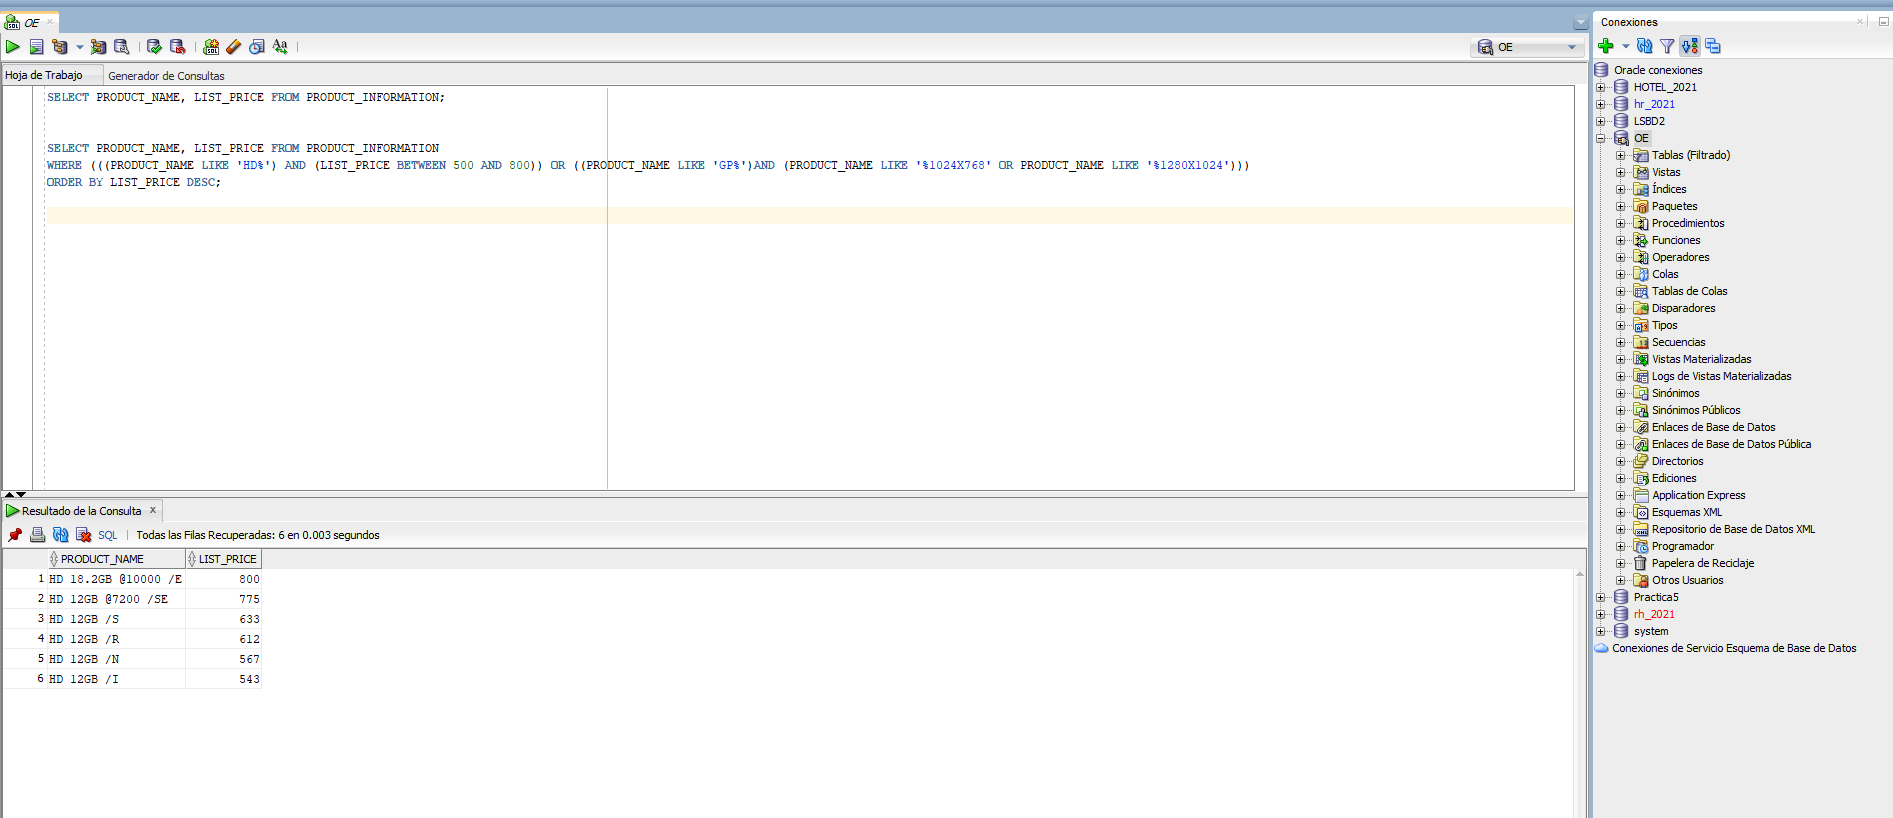 OE
OE
Hoja de Trabajo
Generador de Consultas
SELECT PRODUCT_NAME, LIST_PRICE FROM PRODUCT_INFORMATION;
SELECT PRODUCT_NAME, LIST_PRICE FROM PRODUCT_INFORMATION
WHERE (((PRODUCT_NAME LIKE 'HD%') AND (LIST_PRICE BETWEEN 500 AND 800)) OR ((PRODUCT_NAME LIKE 'GP%')AND (PRODUCT_NAME LIKE '%1024X768' OR PRODUCT_NAME LIKE '%1280X1024')))
ORDER BY LIST_PRICE DESC;
Resultado de la Consulta
SQL
Todas las Filas Recuperadas: 6 en 0.003 segundos
PRODUCT_NAME LIST_PRICE
1 HD 18.2GB @10000 /E 800
2 HD 12GB @7200 /SE 775
3 HD 12GB /S 633
4 HD 12GB /R 612
5 HD 12GB /N 567
6 HD 12GB /I 543
Conexiones
Oracle conexiones
HOTEL_2021
hr_2021
LSBD2
OE
Tablas (Filtrado)
Vistas
Índices
Paquetes
Procedimientos
Funciones
Operadores
Colas
Tablas de Colas
Disparadores
Tipos
Secuencias
Vistas Materializadas
Logs de Vistas Materializadas
Sinónimos
Sinónimos Públicos
Enlaces de Base de Datos
Enlaces de Base de Datos Pública
Directorios
Ediciones
Application Express
Esquemas XML
Repositorio de Base de Datos XML
Programador
Papelera de Reciclaje
Otros Usuarios
Practica5
rh_2021
system
Conexiones de Servicio Esquema de Base de Datos